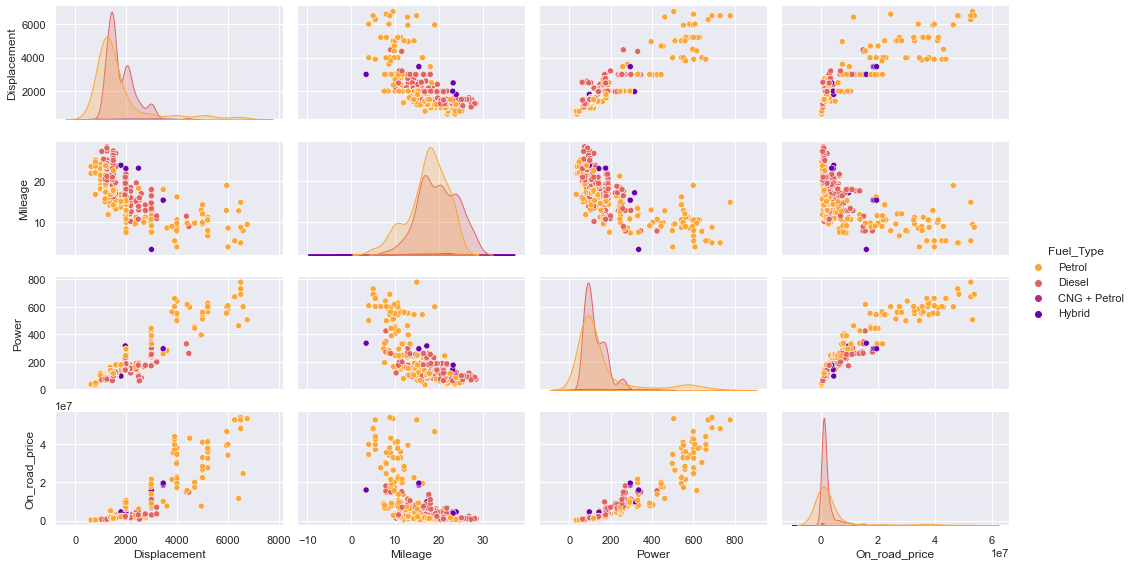 6000
4000
2000
Displacement
20
10
Mileage
800
600
400
200
0
Power
1e7
4
2
0
On_road_price
0 2000 4000 6000 8000
Displacement
−10 0 10 20 30
Mileage
0 200 400 600 800
Power
0 2 4 6
1e7
On_road_price
Fuel_Type
Petrol
Diesel
CNG + Petrol
Hybrid